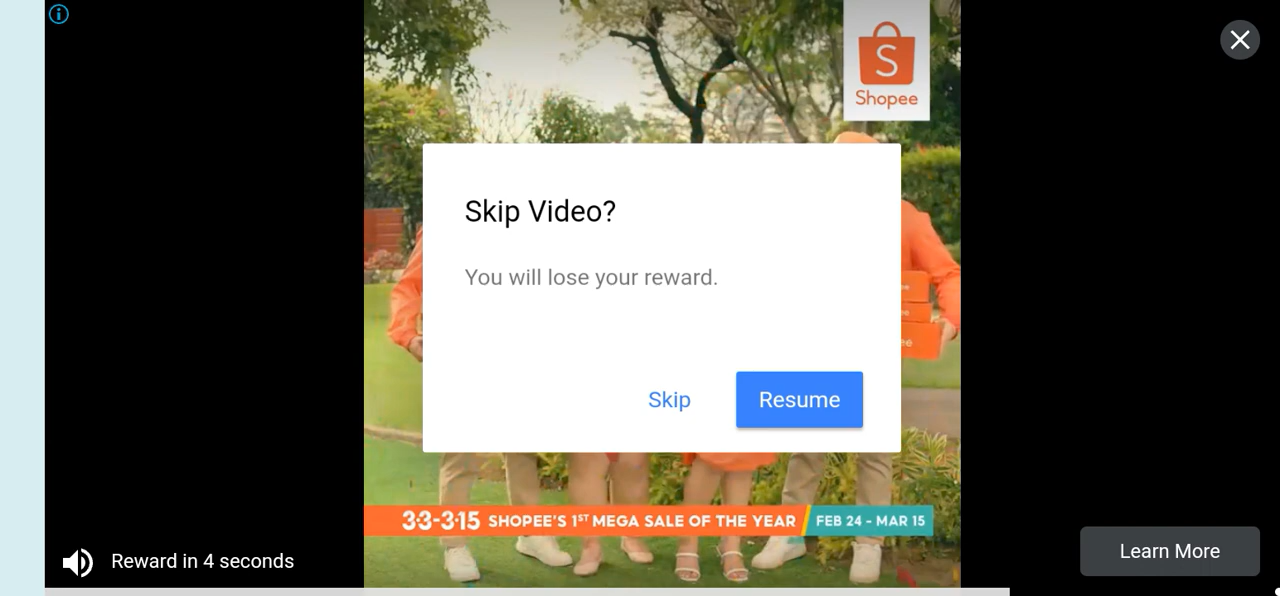 S
Shopee
Skip Video?
You will lose your reward.
ee
Skip
Resume
3.3-3.15 SHOPEE'S 1ST MEGA SALE OF THE YEAR FEB 24 - MAR 15
Reward in 4 seconds
Learn More